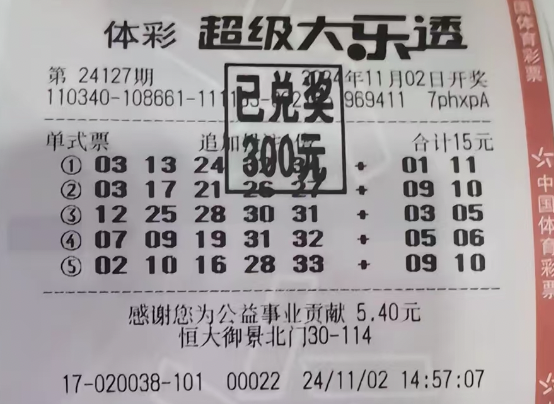 体彩 超级大乐透
第 24127期 2024年11月02日开奖
110340-108661-111 969411 7phxpA
已兑奖
300元
单式票 追加 合计15元
① 03 13 24 + 01 11
② 03 17 21 26 27 + 09 10
③ 12 25 28 30 31 + 03 05
④ 07 09 19 31 32 + 05 06
⑤ 02 10 16 28 33 + 09 10
感谢您为公益事业贡献 5.40元
恒大御景北门30-114
17-020038-101 00022 24/11/02 14:57:07
国体育彩票
中国体育彩票